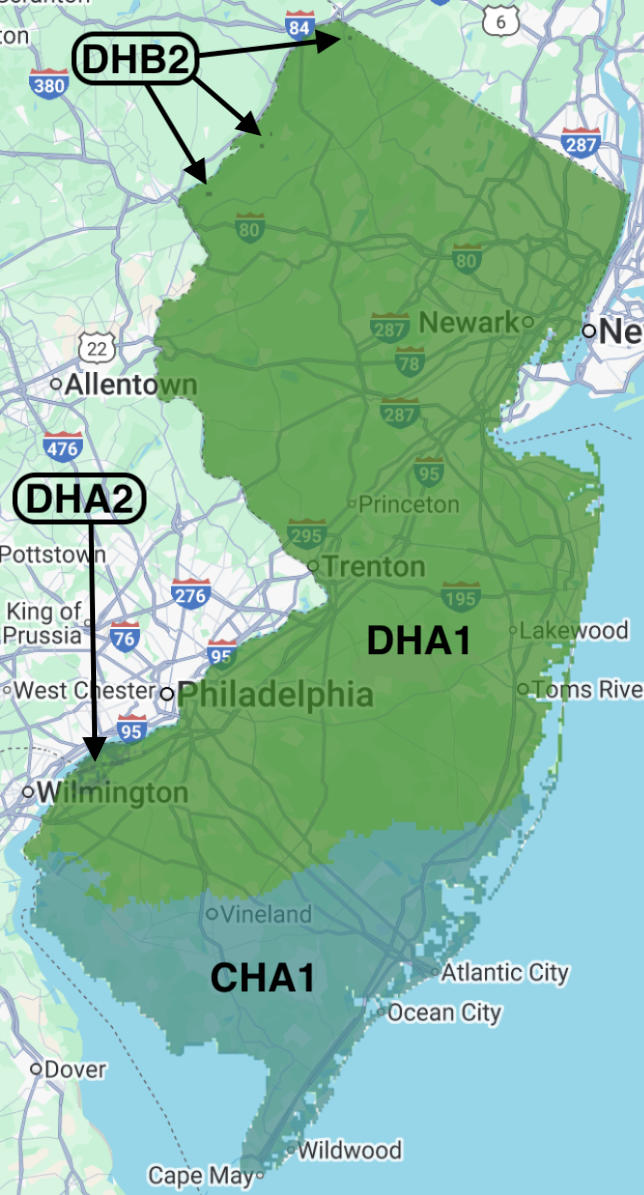 ton
84
6
DHB2
380
287
80
80
287
Newark
Ne
78
22
Allentown
287
476
95
DHA2
Princeton
295
Pottstown
Trenton
276
195
King of
Prussia
76
Lakewood
95
DHA1
West Chester
Philadelphia
Toms Rive
95
Wilmington
Vineland
CHA1
Atlantic City
Ocean City
Dover
Wildwood
Cape May